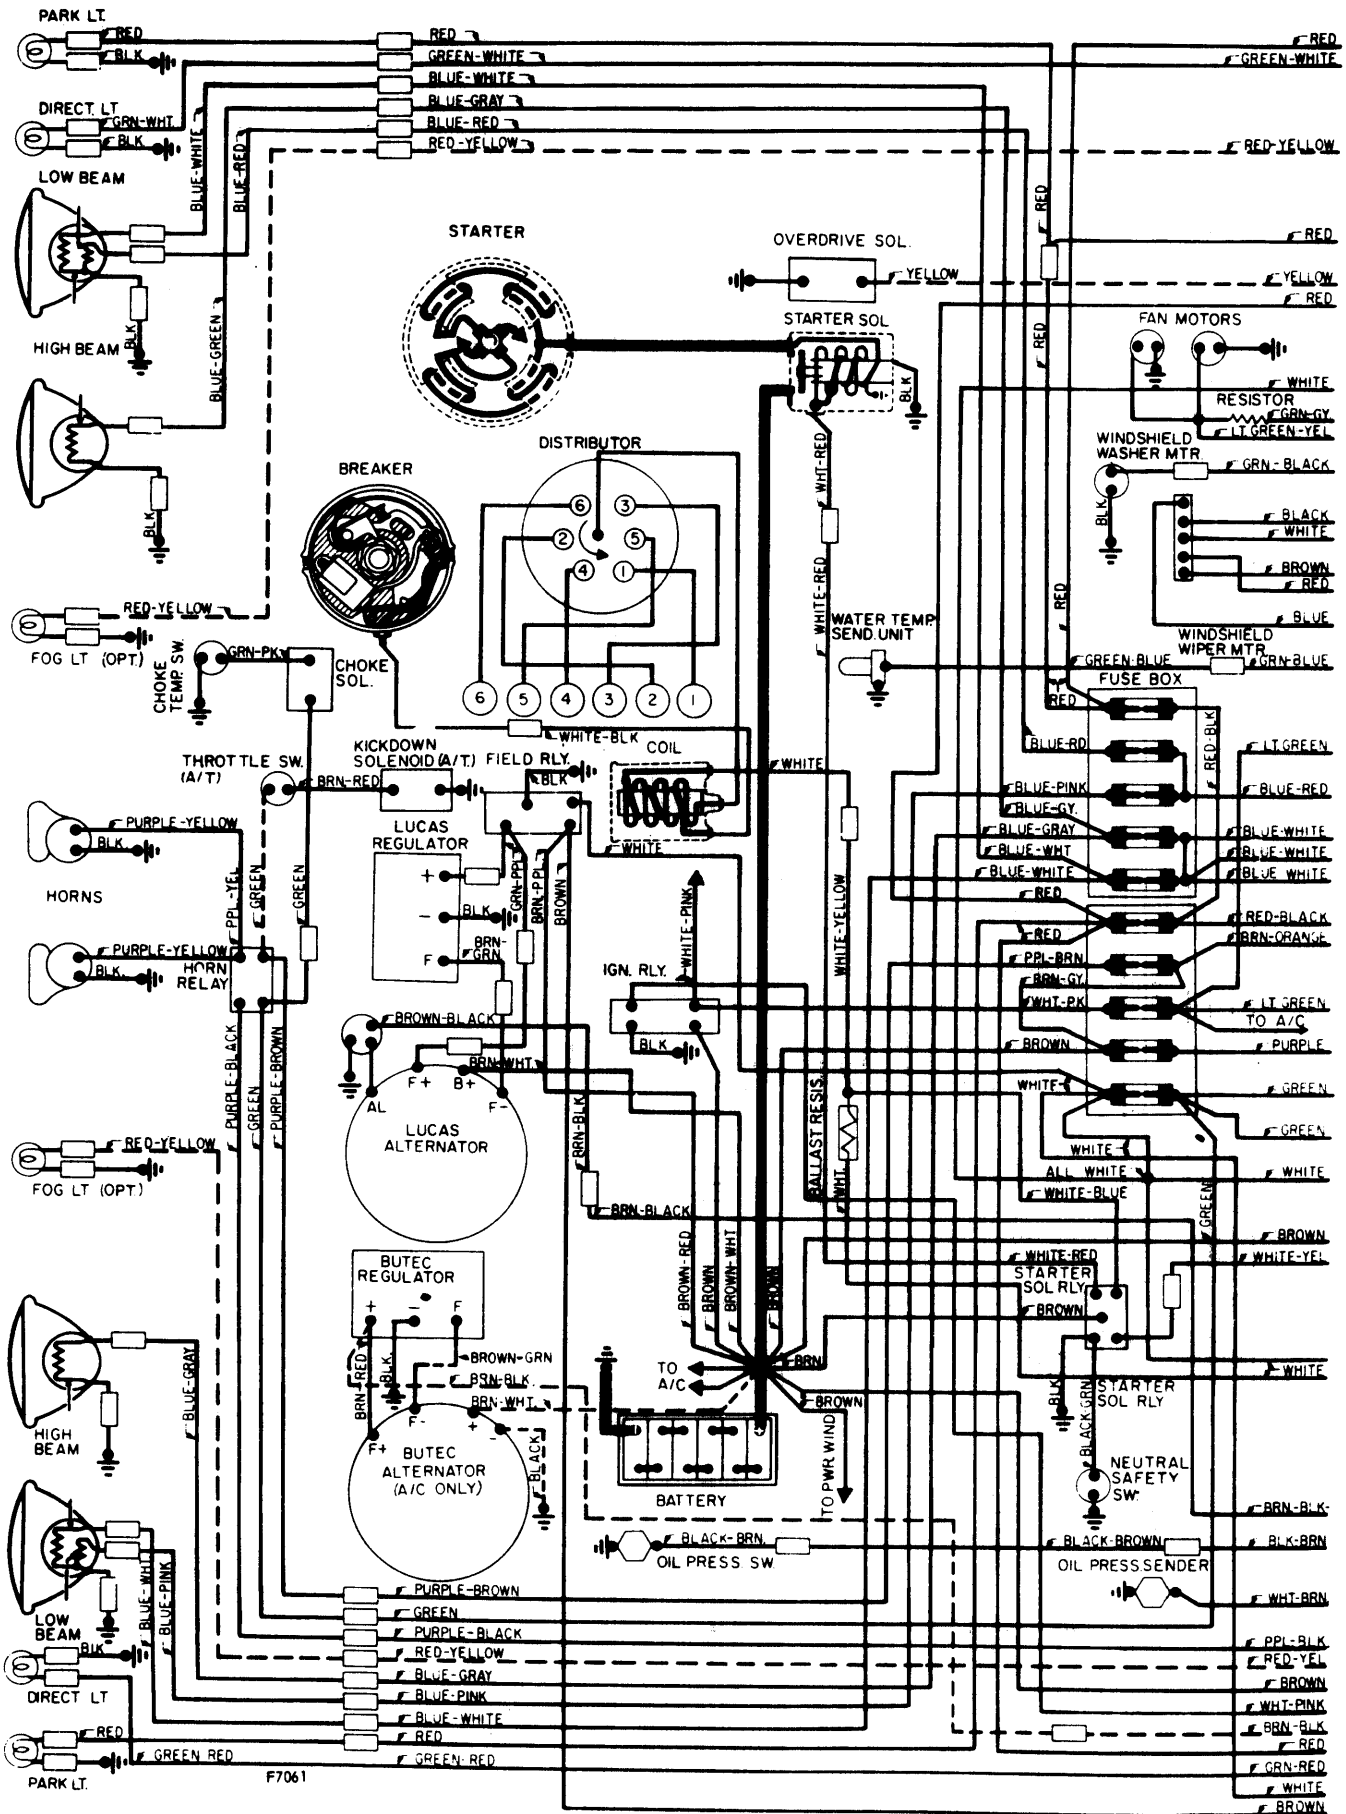 PARK LT.
RED
BLK
RED
GREEN-WHITE
BLUE-WHITE
BLUE-GRAY
BLUE-RED
RED-YELLOW
RED
GREEN-WHITE
DIRECT. LT
GRN-WHT.
BLK
BLUE-WHITE
BLUE-RED
RED-YELLOW
LOW BEAM
RED
STARTER
OVERDRIVE SOL.
YELLOW
RED
YELLOW
RED
STARTER SOL
FAN MOTORS
BLK
HIGH BEAM
BLUE-GREEN
RED
BLK
WHITE
RESISTOR
GRN-GY
LT.GREEN-YEL
DISTRIBUTOR
WINDSHIELD
WASHER MTR.
GRN.-BLACK
BREAKER
WHT-RED
BLK
BLK
6
3
2
5
4
1
BLACK
WHITE
BROWN
RED
BLUE
WHITE-RED
RED
RED-YELLOW
FOG LT (OPT.)
CHOKE
TEMP. SW.
GRN-PK
CHOKE
SOL.
WATER TEMP
SEND.UNIT
WINDSHIELD
WIPER MTR
GREEN-BLUE
GRN-BLUE
FUSE BOX
6
5
4
3
2
1
RED
RED-BLK
WHITE-BLK
COIL
THROTTLE SW.
(A/T)
KICKDOWN
SOLENOID(A/T)
FIELD RLY.
BLK
BRN-RED
WHITE
BLUE-RD
LT.GREEN
BLUE-PINK
BLUE-RED
BLUE-GY.
PURPLE-YELLOW
BLK
LUCAS
REGULATOR
+
-
F
BLK
BRN-
GRN
GRN-PPL
BRN-PPL
BROWN
WHITE
BLUE-GRAY
BLUE-WHITE
BLUE-WHT
BLUE-WHITE
BLUE-WHITE
BLUE WHITE
HORNS
PPL-YEL
GREEN
GREEN
WHITE-PINK
WHITE-YELLOW
RED
RED-BLACK
RED
BRN-ORANGE
PURPLE-YELLOW
BLK
HORN
RELAY
IGN. RLY.
PPL-BRN
BRN-GY.
WHT-PK
LT GREEN
TO A/C
BLK
BROWN-BLACK
BRN-WHT
BROWN
PURPLE
PURPLE-BLACK
GREEN
PURPLE-BROWN
AL
F+
B+
F-
LUCAS
ALTERNATOR
BRN-BLK
BALLAST RESIS.
WHITE
GREEN
GREEN
RED-YELLOW
FOG LT (OPT.)
WHITE
ALL WHITE
WHITE
WHT.
WHITE-BLUE
GREEN
BRN-BLACK
BROWN-RED
BROWN
BROWN-WHT
BROWN
BROWN
BUTEC
REGULATOR
+
-
F
WHITE-RED
STARTER
SOL RLY.
WHITE-YEL
BROWN
BRN-RED
BLK.
BROWN-GRN
BRN-BLK.
BRN-WHT.
TO
A/C
BRN
BROWN
WHITE
BLUE-GRAY
HIGH
BEAM
F-
+
-
F+
BUTEC
ALTERNATOR
(A/C ONLY)
BLACK
BATTERY
TO PWR. WIND
BLK
BLACK-GRN
STARTER
SOL RLY
NEUTRAL
SAFETY
SW.
BRN-BLK-
BLACK-BRN.
OIL PRESS. SW.
BLACK-BROWN
BLK-BRN
OIL PRESS.SENDER
BLUE-WHT
BLUE-PINK
LOW
BEAM
PURPLE-BROWN
WHT-BRN
GREEN
PURPLE-BLACK
PPL-BLK
BLK
RED-YELLOW
RED-YEL
BLUE-GRAY
BROWN
DIRECT LT
BLUE-PINK
WHT-PINK
BLUE-WHITE
BRN-BLK
RED
RED
RED
GREEN RED
GREEN-RED
GRN-RED
PARK LT.
F7061
WHITE
BROWN